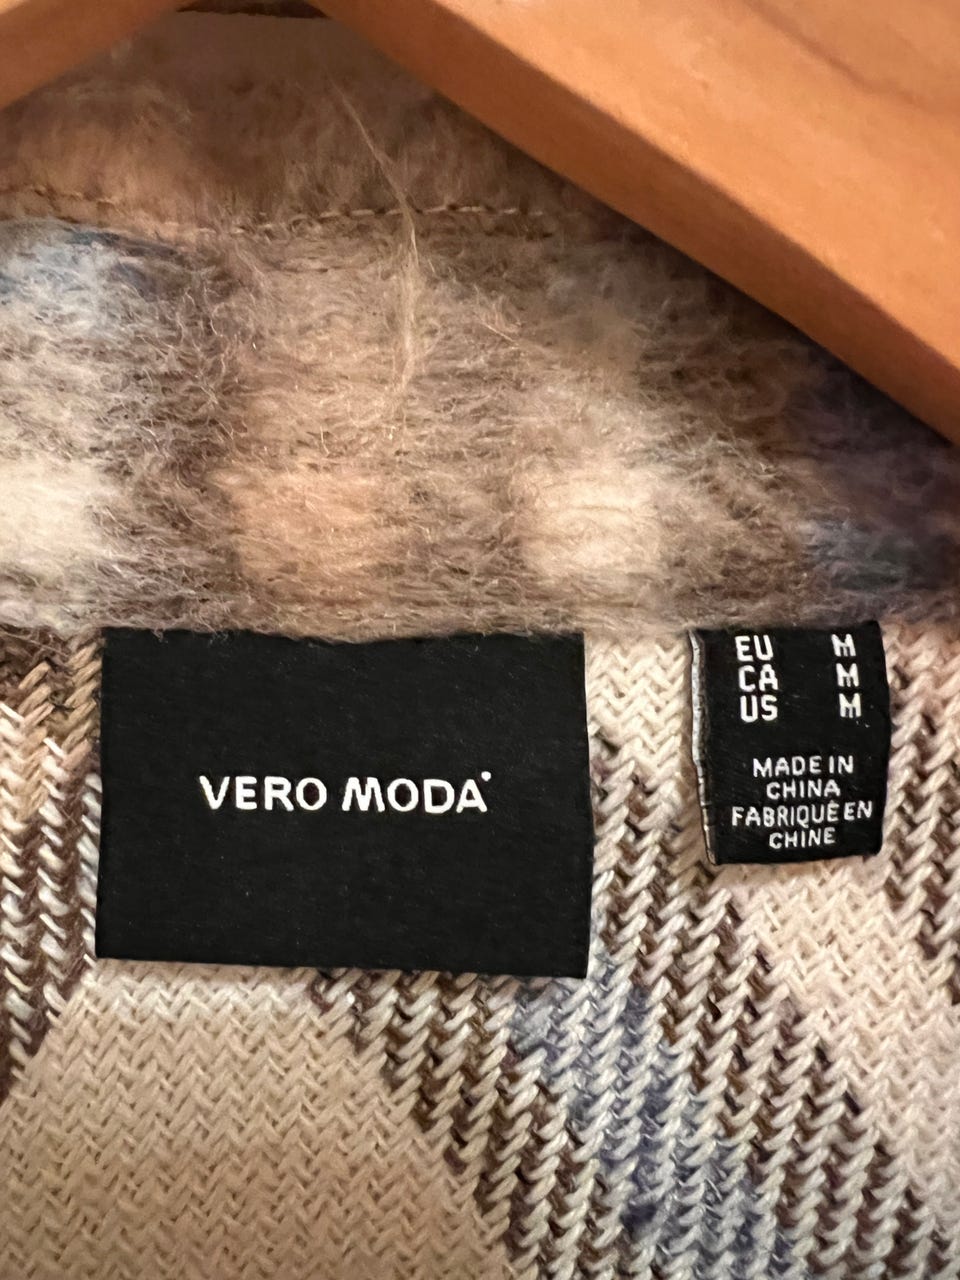 VERO MODA
EU M
CA M
US M
MADE IN
CHINA
FABRIQUÉ EN
CHINE